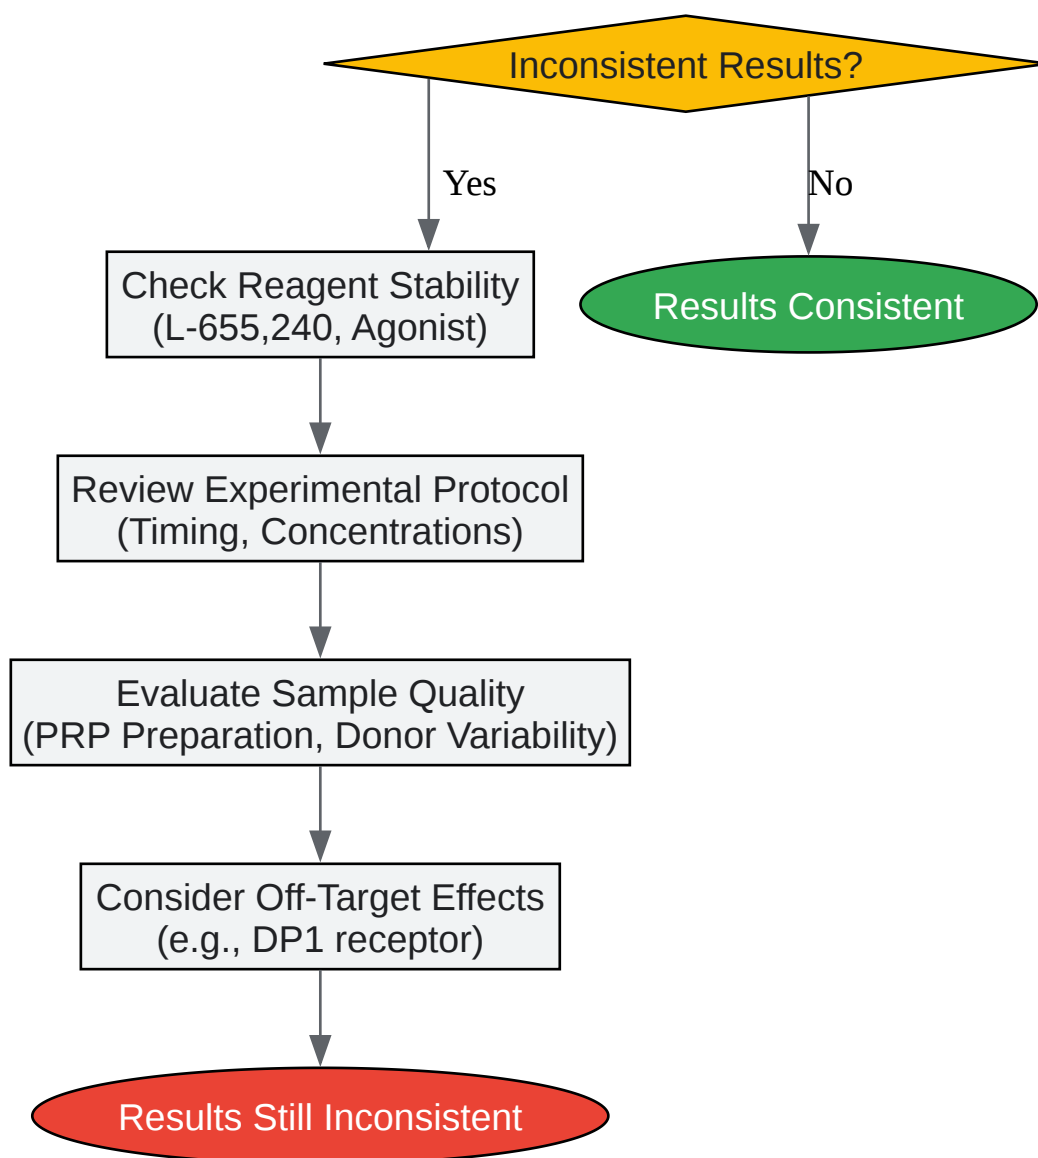 Inconsistent Results?
Yes
No
Check Reagent Stability
(L-655,240, Agonist)
Results Consistent
Review Experimental Protocol
(Timing, Concentrations)
Evaluate Sample Quality
(PRP Preparation, Donor Variability)
Consider Off-Target Effects
(e.g., DP1 receptor)
Results Still Inconsistent